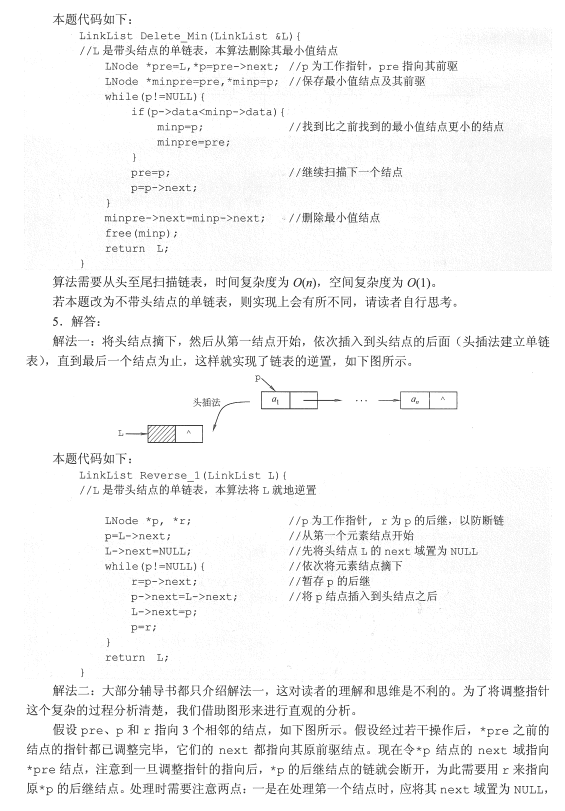 本题代码如下：
LinkList Delete_Min(LinkList &L){
//L 是带头结点的单链表，本算法删除其最小值结点
LNode *pre=L,*p=pre->next; //p 为工作指针，pre 指向其前驱
LNode *minpre=pre,*minp=p; //保存最小值结点及其前驱
while(p!=NULL){
if(p->data<minp->data){
minp=p; //找到比之前找到的最小值结点更小的结点
minpre=pre;
}
pre=p; //继续扫描下一个结点
p=p->next;
}
minpre->next=minp->next; //删除最小值结点
free(minp);
return L;
}
算法需要从头至尾扫描链表，时间复杂度为 O(n)，空间复杂度为 O(1)。
若本题改为不带头结点的单链表，则实现上会有所不同，请读者自行思考。
5．解答：
解法一：将头结点摘下，然后从第一结点开始，依次插入到头结点的后面（头插法建立单链
表），直到最后一个结点为止，这样就实现了链表的逆置，如下图所示。
p
头插法 a1 … an ^
L ^
本题代码如下：
LinkList Reverse_1(LinkList L){
//L 是带头结点的单链表，本算法将 L 就地逆置
LNode *p, *r; //p 为工作指针, r 为 p 的后继，以防断链
p=L->next; //从第一个元素结点开始
L->next=NULL; //先将头结点 L 的 next 域置为 NULL
while(p!=NULL){ //依次将元素结点摘下
r=p->next; //暂存 p 的后继
p->next=L->next; //将 p 结点插入到头结点之后
L->next=p;
p=r;
}
return L;
}
解法二：大部分辅导书都只介绍解法一，这对读者的理解和思维是不利的。为了将调整指针
这个复杂的过程分析清楚，我们借助图形来进行直观的分析。
假设 pre、p 和 r 指向 3 个相邻的结点，如下图所示。假设经过若干操作后，*pre 之前的
结点的指针都已调整完毕，它们的 next 都指向其原前驱结点。现在令*p 结点的 next 域指向
*pre 结点，注意到一旦调整指针的指向后，*p 的后继结点的链就会断开，为此需要用 r 来指向
原*p 的后继结点。处理时需要注意两点：一是在处理第一个结点时，应将其 next 域置为 NULL，